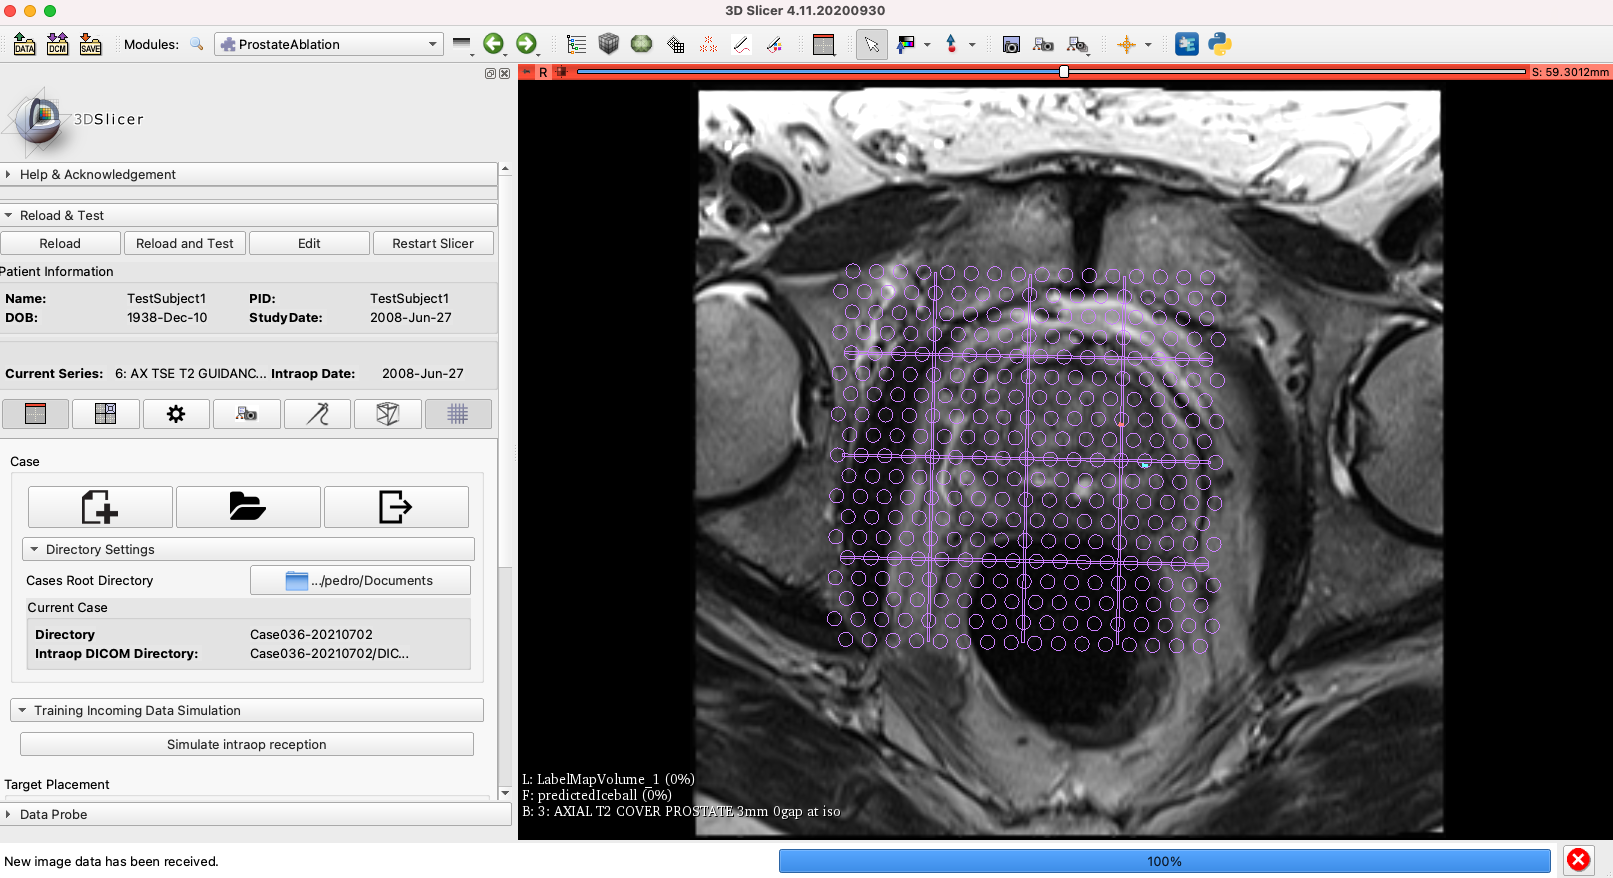 3D Slicer 4.11.20200930
DATA DCM SAVE Modules: ProstateAblation
R S: 59.3012mm
3DSlicer
Help & Acknowledgement
Reload & Test
Reload Reload and Test Edit Restart Slicer
Patient Information
Name: TestSubject1 PID: TestSubject1
DOB: 1938-Dec-10 StudyDate: 2008-Jun-27
Current Series: 6: AX TSE T2 GUIDANC... Intraop Date: 2008-Jun-27
Case
Directory Settings
Cases Root Directory .../pedro/Documents
Current Case
Directory Case036-20210702
Intraop DICOM Directory: Case036-20210702/DIC...
Training Incoming Data Simulation
Simulate intraop reception
Target Placement
Data Probe
L: LabelMapVolume_1 (0%)
F: predictedIceball (0%)
B: 3: AXIAL T2 COVER PROSTATE 3mm 0gap at iso
New image data has been received. 100%